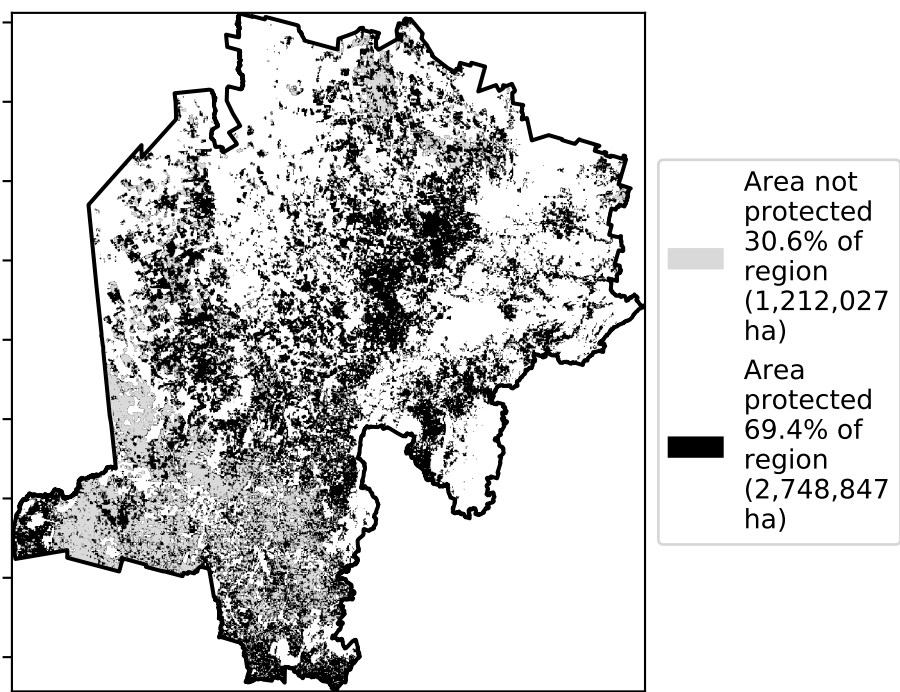 Area not
protected
30.6% of
region
(1,212,027
ha)
Area
protected
69.4% of
region
(2,748,847
ha)